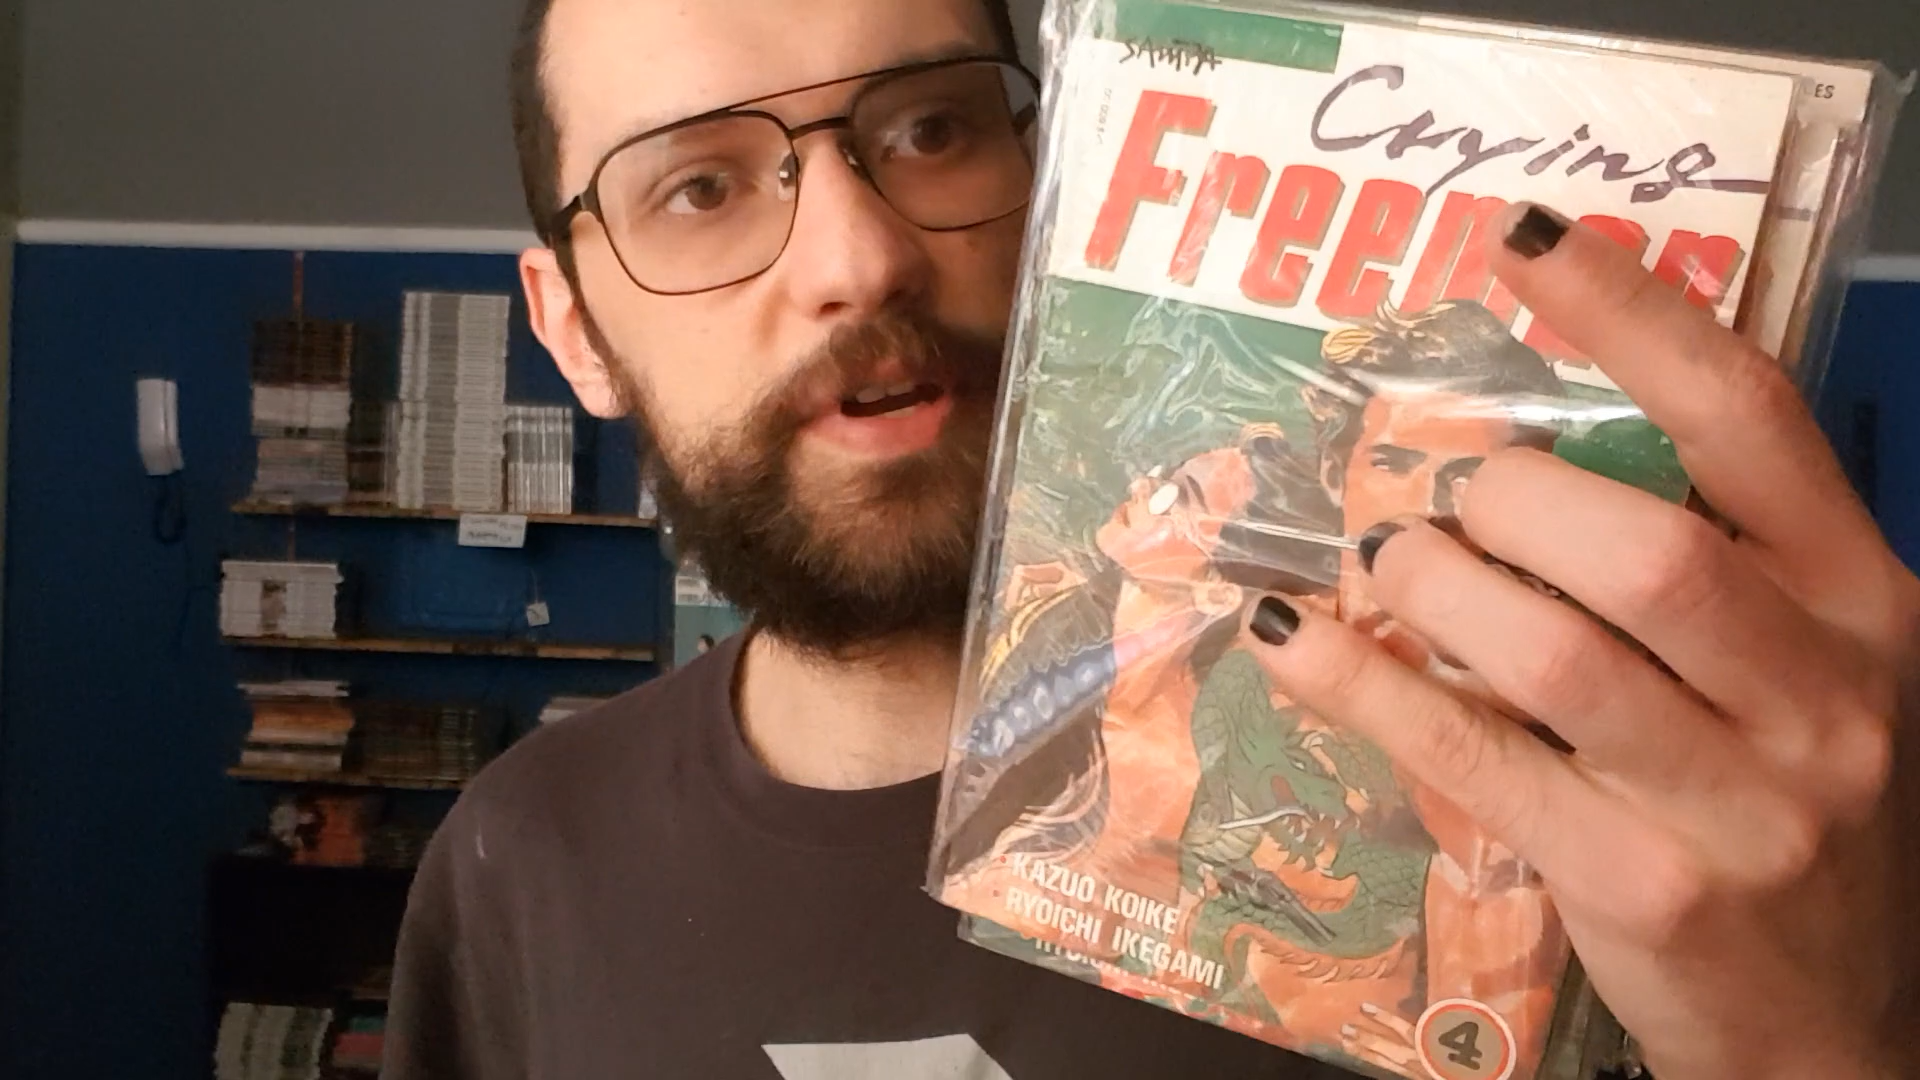 SAMPA
Crying
Freeman
KAZUO KOIKE
RYOICHI IKEGAMI
4